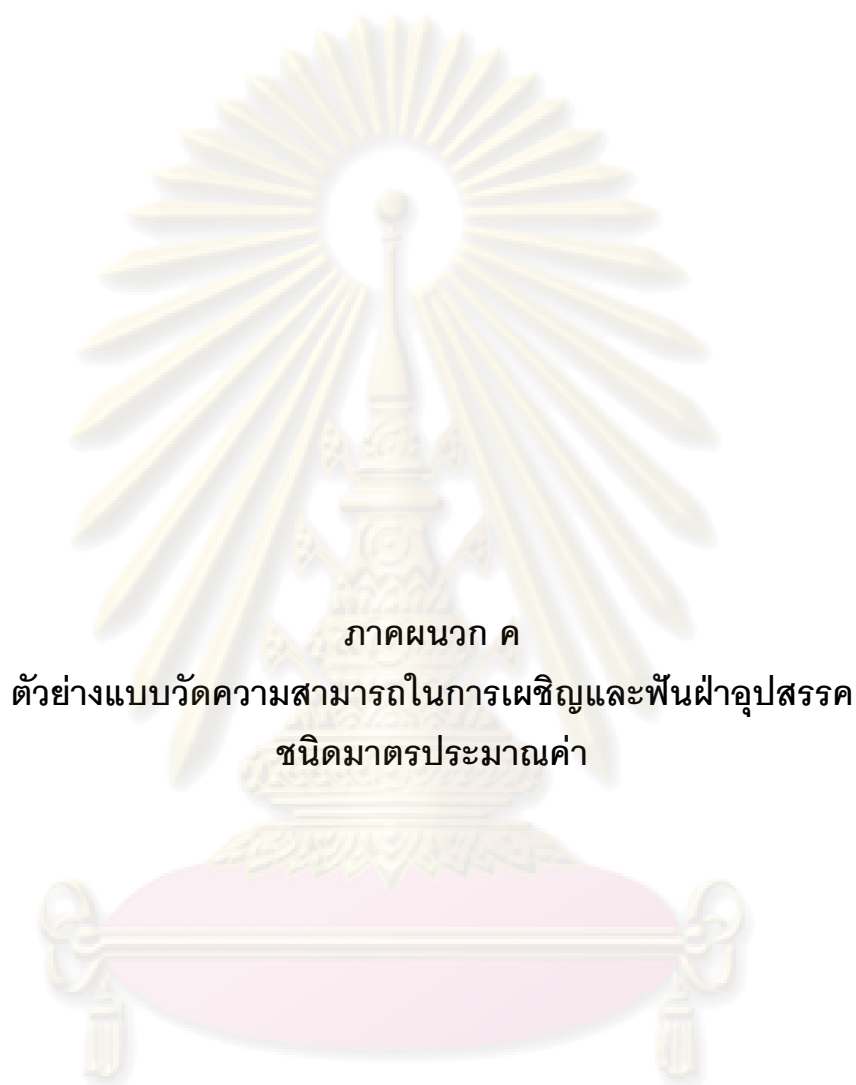 ภาคผนวก ค
ตัวอย่างแบบวัดความสามารถในการเผชิญและฟันฝ่าอุปสรรค
ชนิดมาตรประมาณค่า